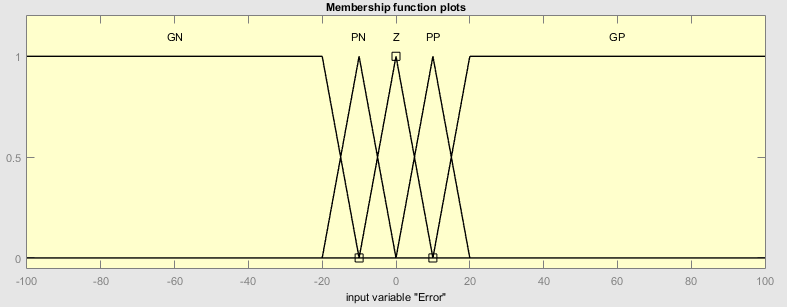 Membership function plots
GN PN Z PP GP
1
0.5
0
-100 -80 -60 -40 -20 0 20 40 60 80 100
input variable "Error"